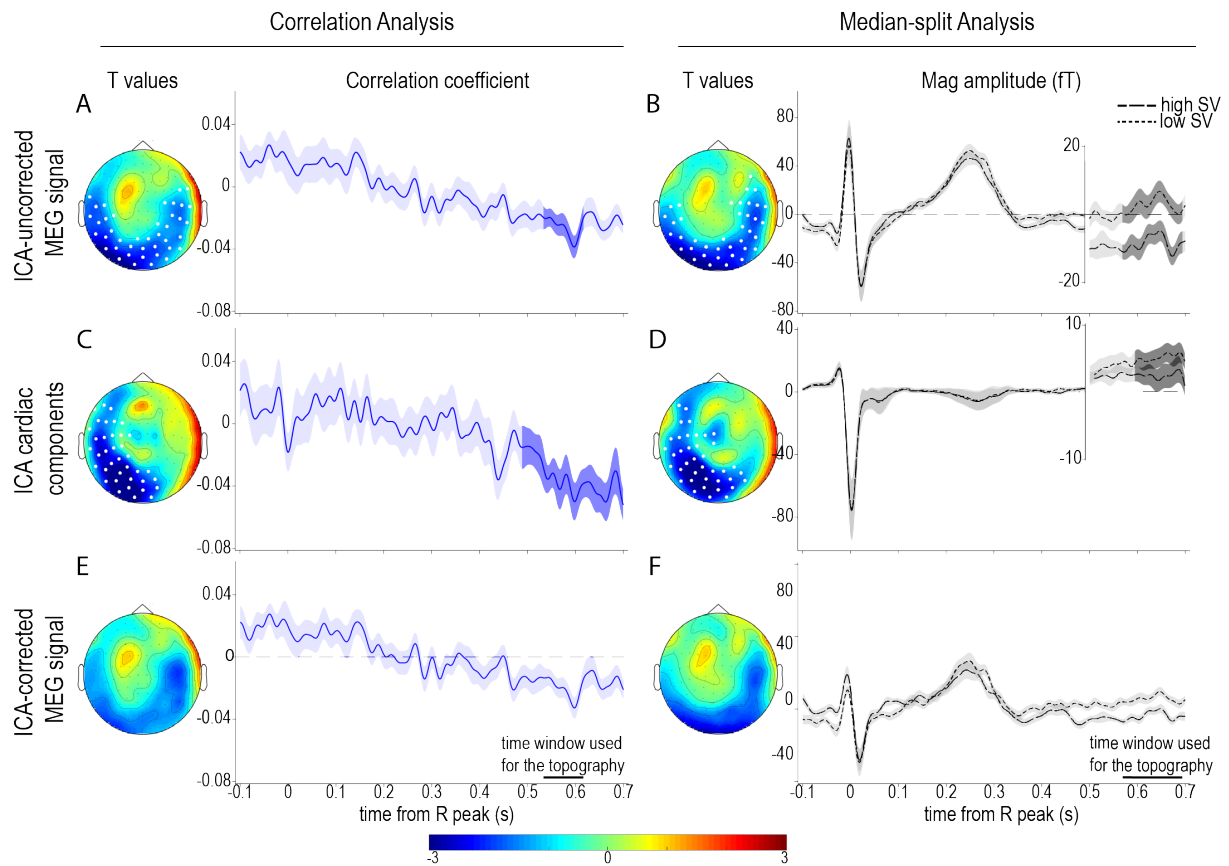 Correlation Analysis
Median-split Analysis
T values
Correlation coefficient
T values
Mag amplitude (fT)
ICA-uncorrected
MEG signal
A
0.04
0
-0.04
-0.08
B
80
40
0
-40
-80
20
-20
high SV
low SV
ICA cardiac
components
C
0.04
0
-0.04
-0.08
D
40
0
-40
-80
10
-10
ICA-corrected
MEG signal
E
0.04
0
-0.04
-0.08
time window used
for the topography
-0.1 0 0.1 0.2 0.3 0.4 0.5 0.6 0.7
time from R peak (s)
F
80
40
0
-40
time window used
for the topography
-0.1 0 0.1 0.2 0.3 0.4 0.5 0.6 0.7
time from R peak (s)
-3 0 3